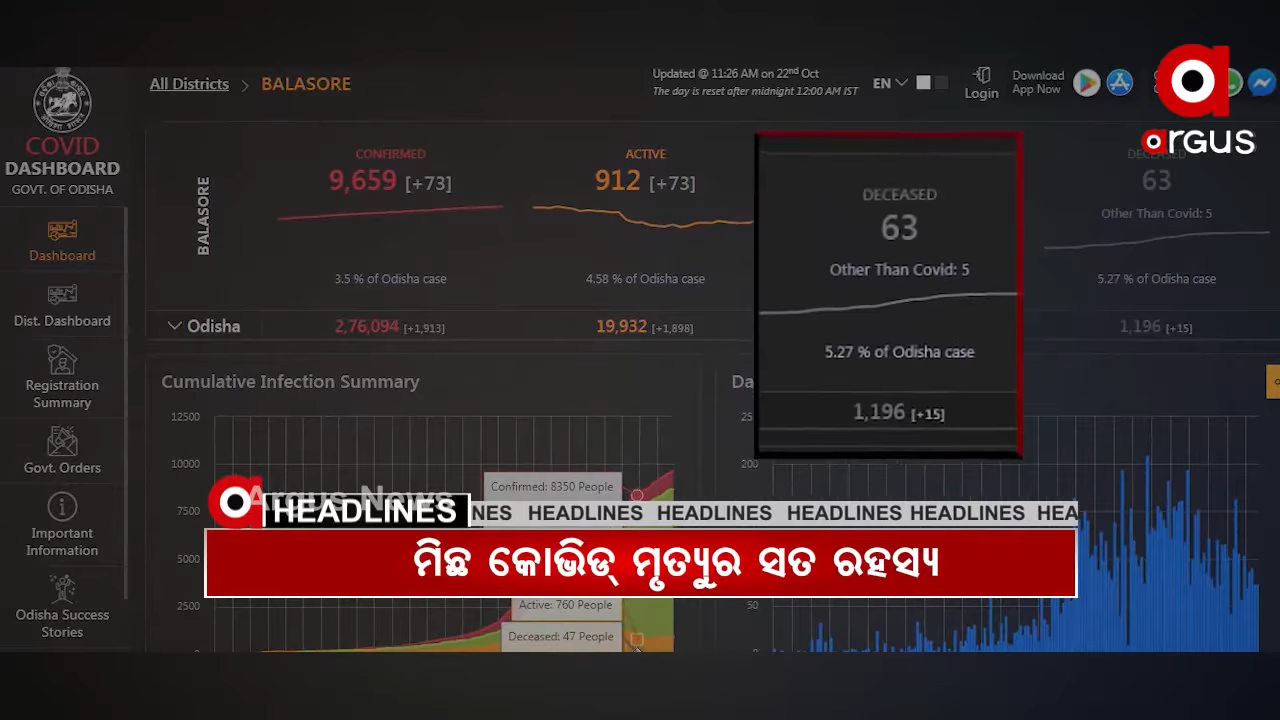 All Districts > BALASORE
Updated @ 11:26 AM on 22nd Oct
The day is reset after midnight 12:00 AM IST
EN
Login
Download
App Now
argus
COVID
DASHBOARD
GOVT. OF ODISHA
Dashboard
Dist. Dashboard
Registration
Summary
Govt. Orders
Important
Information
Odisha Success
Stories
BALASORE
CONFIRMED
9,659 [+73]
3.5 % of Odisha case
ACTIVE
912 [+73]
4.58 % of Odisha case
DECEASED
63
Other Than Covid: 5
5.27 % of Odisha case
1,196 [+15]
DECEASED
63
Other Than Covid: 5
5.27 % of Odisha case
1,196 [+15]
Odisha
2,76,094 [+1,913]
19,932 [+1,898]
Cumulative Infection Summary
12500
10000
7500
5000
2500
Confirmed: 8350 People
Active: 760 People
Deceased: 47 People
200
50
Argus News
HEADLINES
HEADLINES HEADLINES HEADLINES HEADLINES
ମିଛ କୋଭିଡ୍ ମୃତ୍ୟୁର ସତ ରହସ୍ୟ